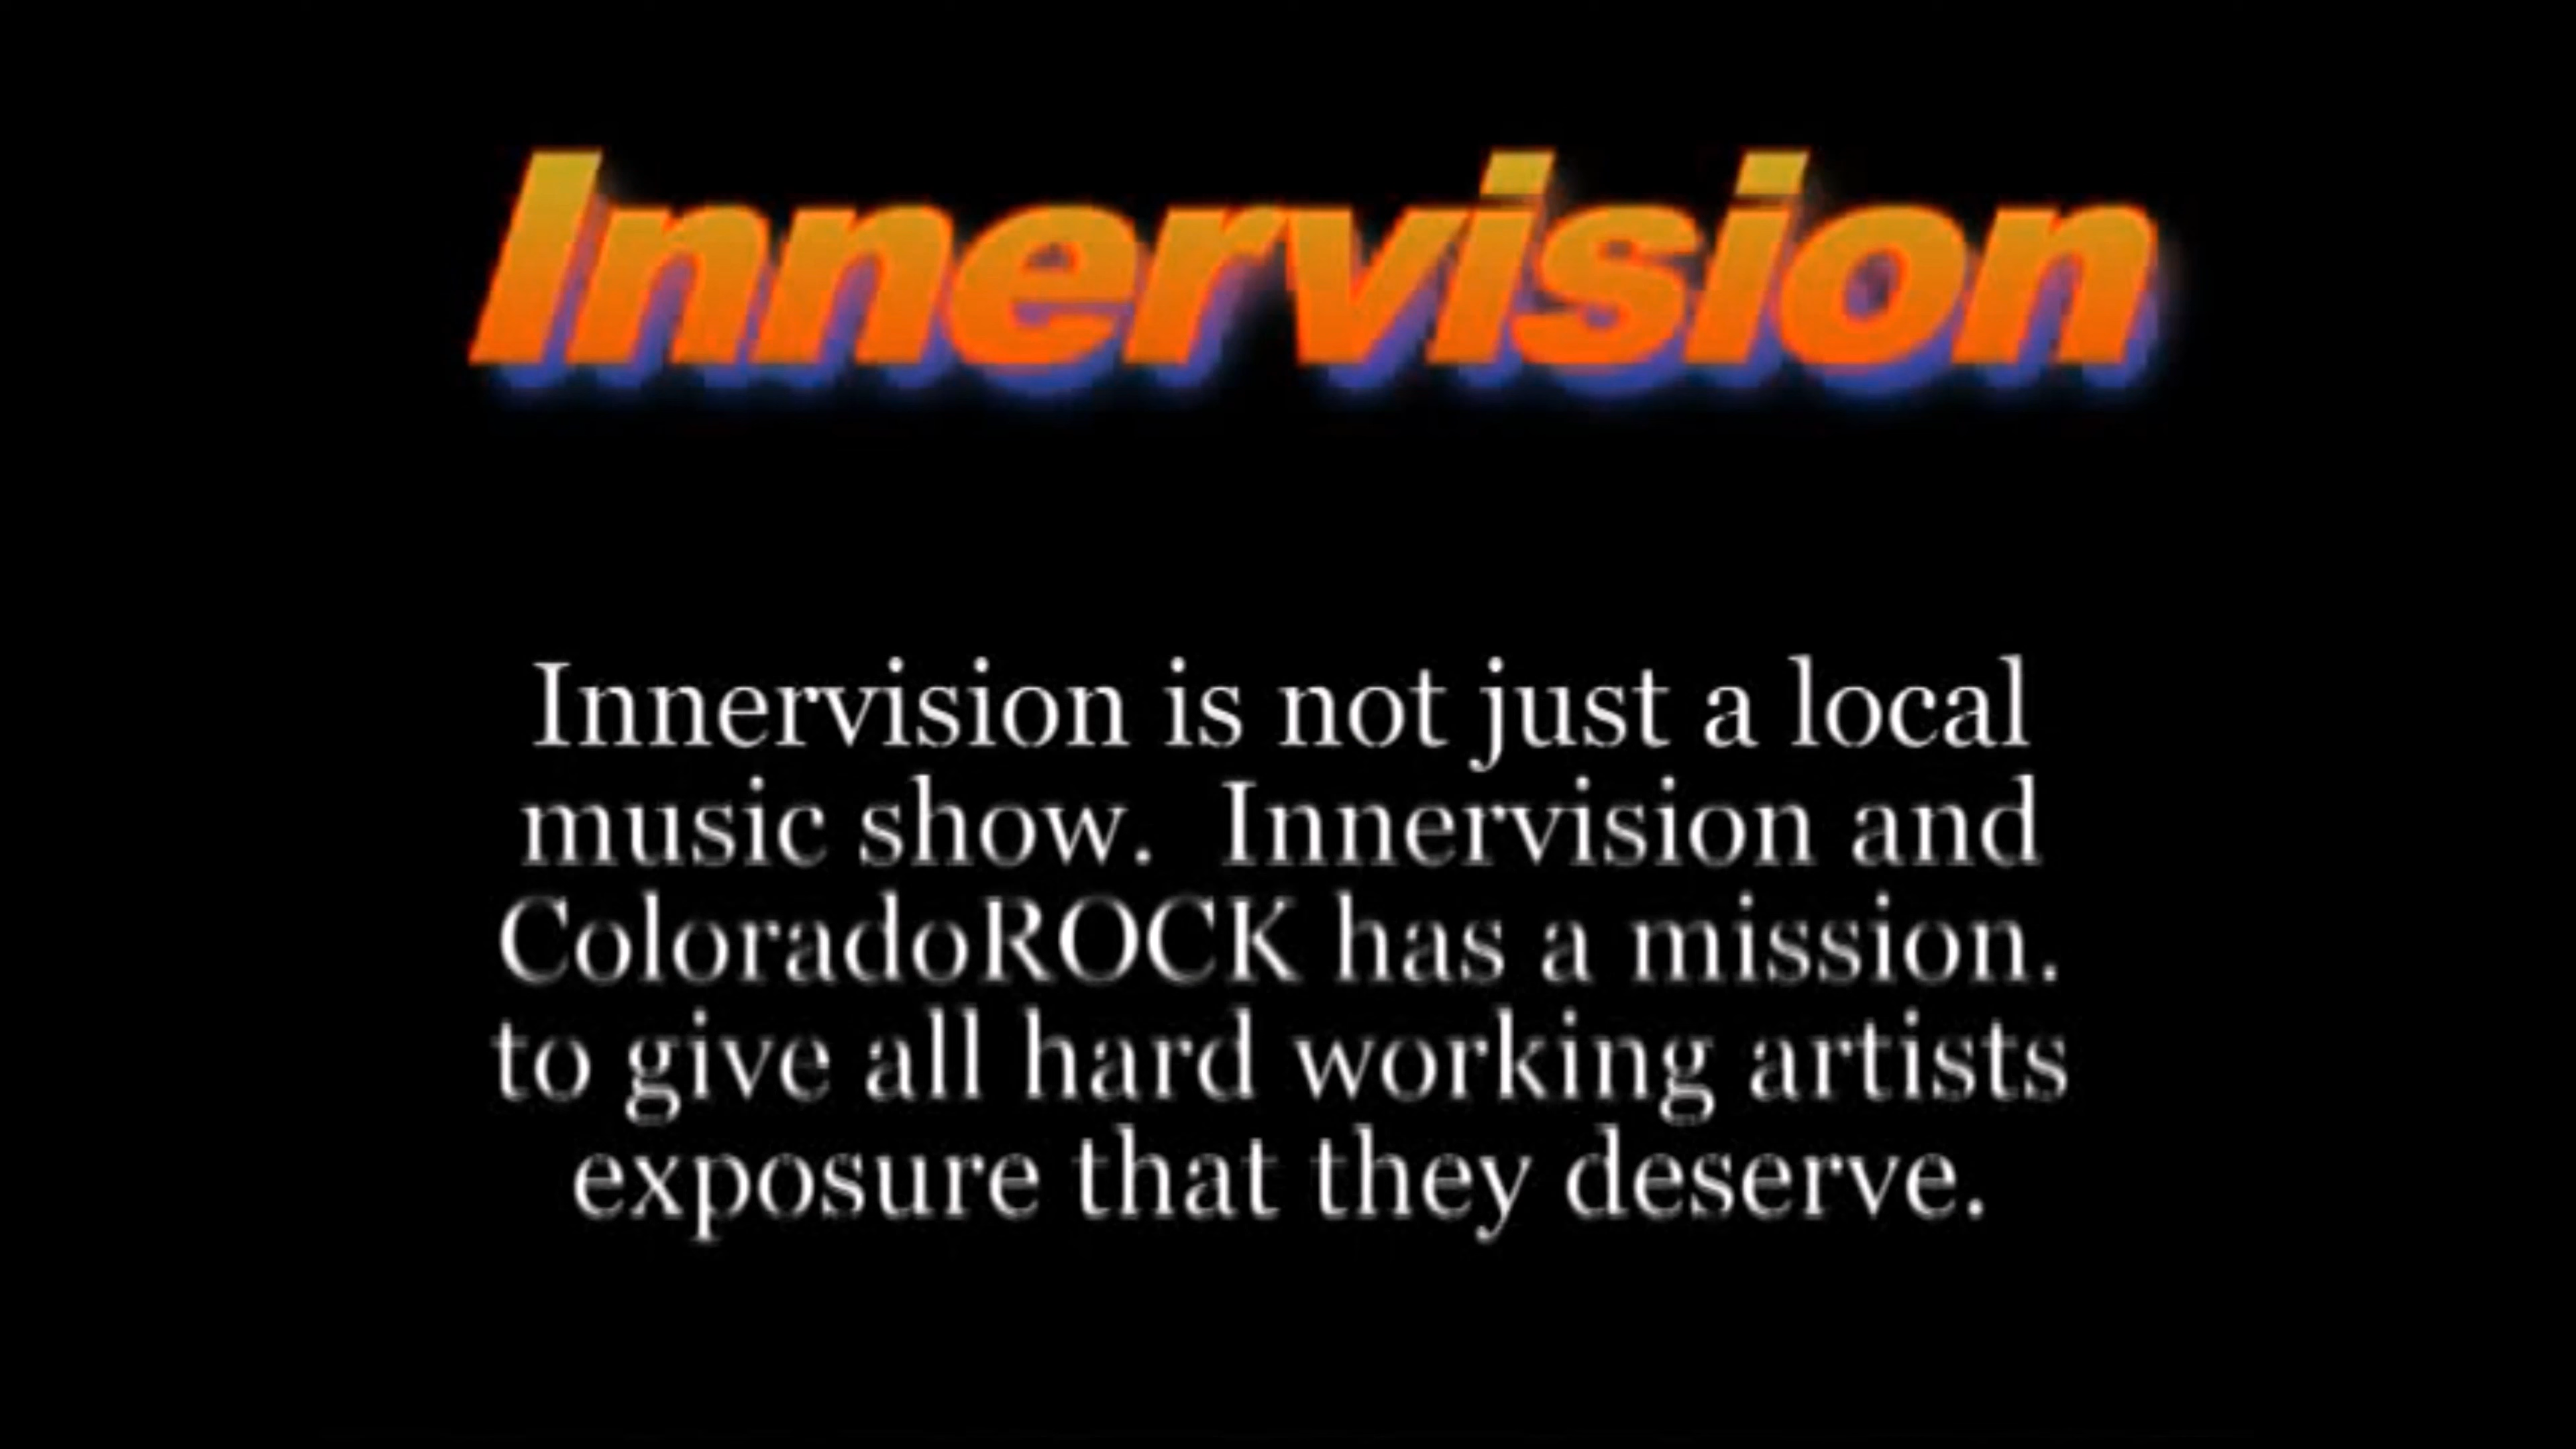 Innervision
Innervision is not just a local
music show.  Innervision and
ColoradoROCK has a mission.
to give all hard working artists
exposure that they deserve.